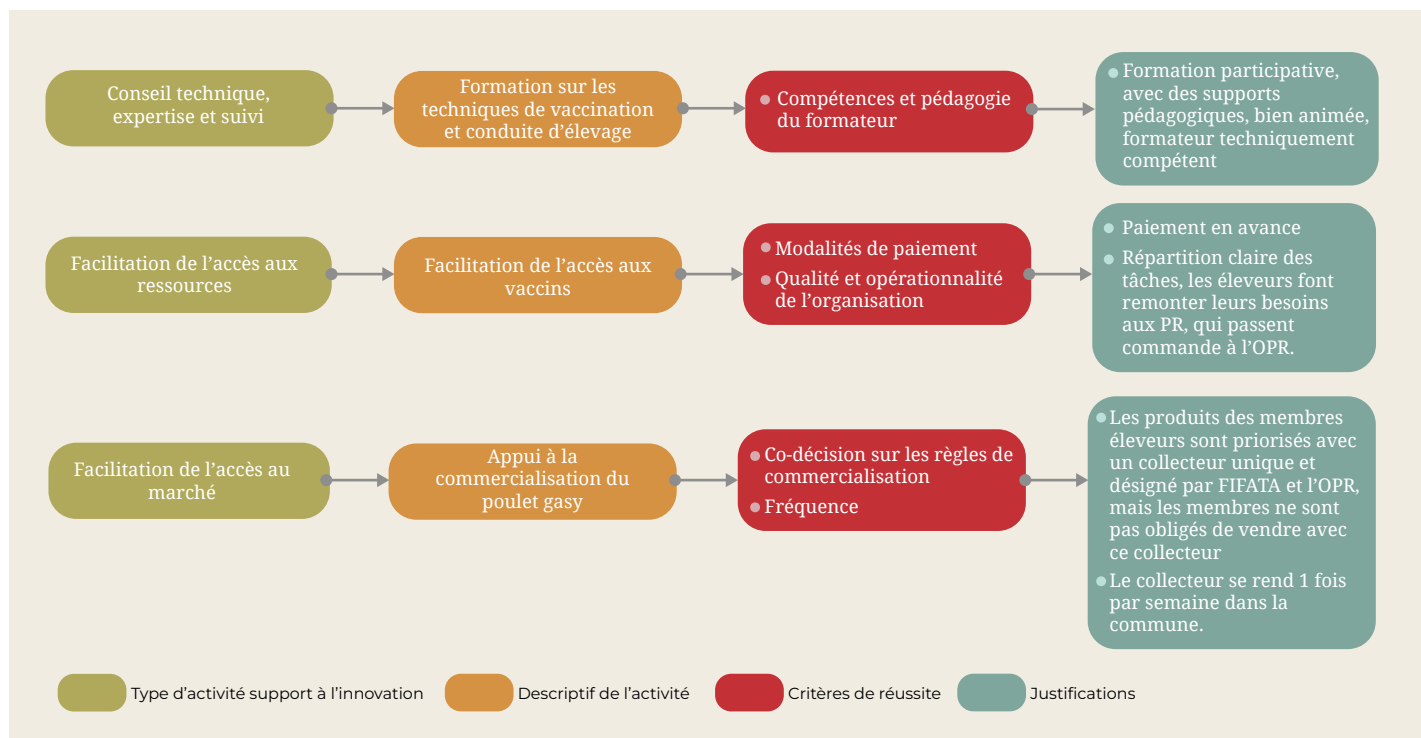 Conseil technique,
expertise et suivi
Formation sur les
techniques de vaccination
et conduite d’élevage
Compétences et pédagogie
du formateur
Formation participative,
avec des supports
pédagogiques, bien animée,
formateur techniquement
compétent
Facilitation de l’accès aux
ressources
Facilitation de l’accès aux
vaccins
Modalités de paiement
Qualité et opérationnalité
de l’organisation
Paiement en avance
Répartition claire des
tâches, les éleveurs font
remonter leurs besoins
aux PR, qui passent
commande à l’OPR.
Facilitation de l’accès au
marché
Appui à la
commercialisation du
poulet gasy
Co-décision sur les règles de
commercialisation
Fréquence
Les produits des membres
éleveurs sont priorisés avec
un collecteur unique et
désigné par FIFATA et l’OPR,
mais les membres ne sont
pas obligés de vendre avec
ce collecteur
Le collecteur se rend 1 fois
par semaine dans la
commune.
Type d’activité support à l’innovation
Descriptif de l’activité
Critères de réussite
Justifications